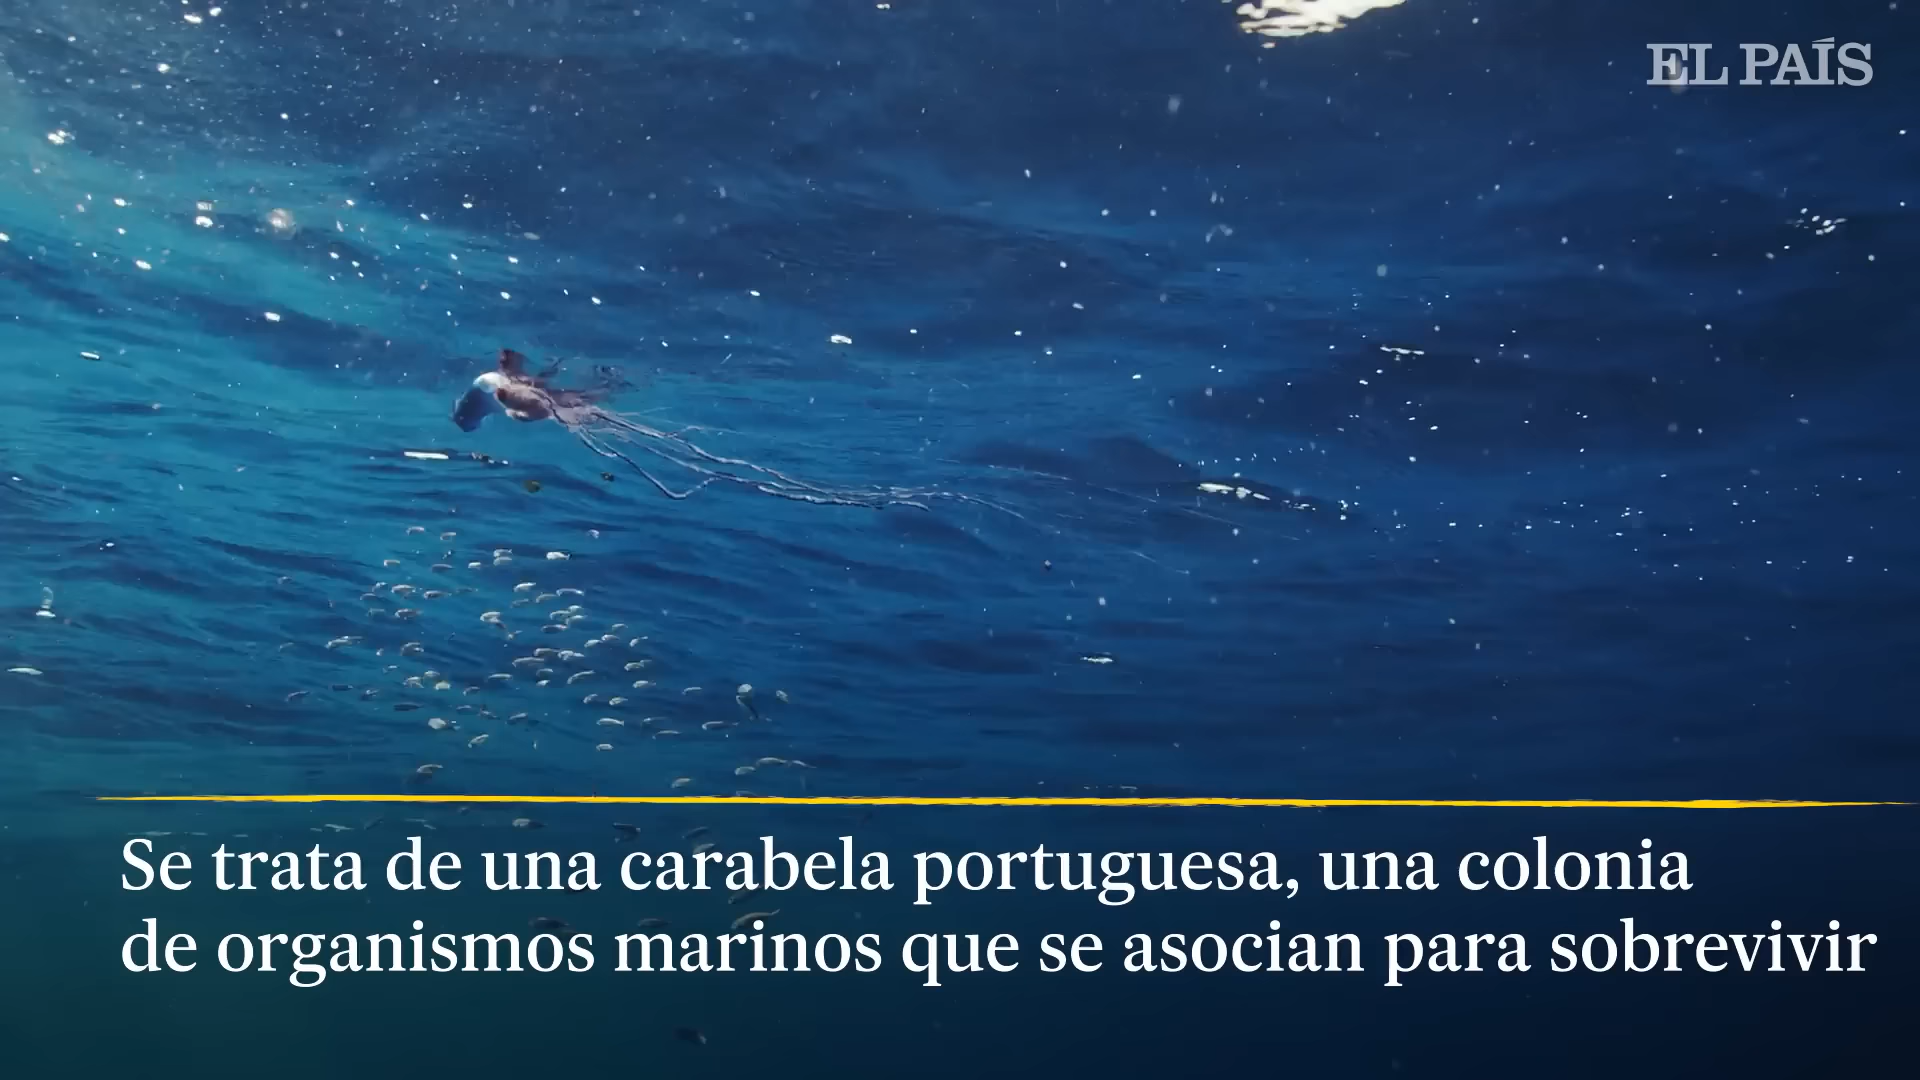 EL PAÍS
Se trata de una carabela portuguesa, una colonia
de organismos marinos que se asocian para sobrevivir